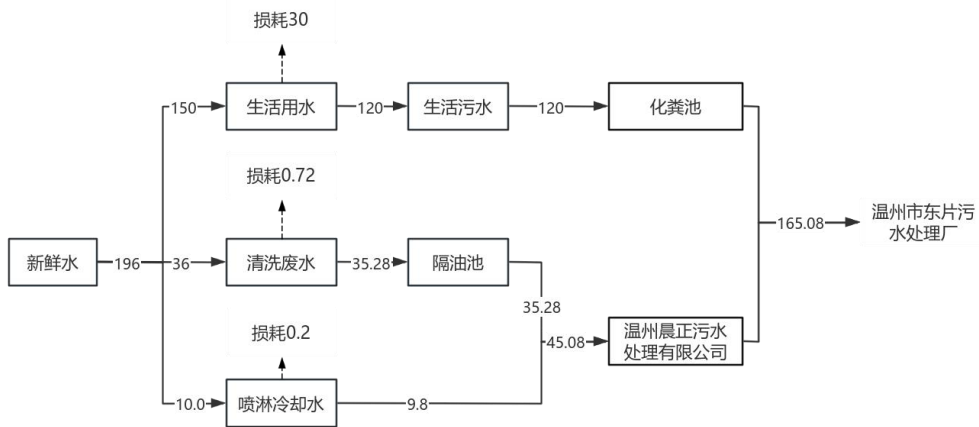 损耗30
150
生活用水
120
生活污水
120
化粪池
损耗0.72
165.08
温州市东片污
水处理厂
新鲜水
196
36
清洗废水
35.28
隔油池
35.28
损耗0.2
45.08
温州晨正污水
处理有限公司
10.0
喷淋冷却水
9.8